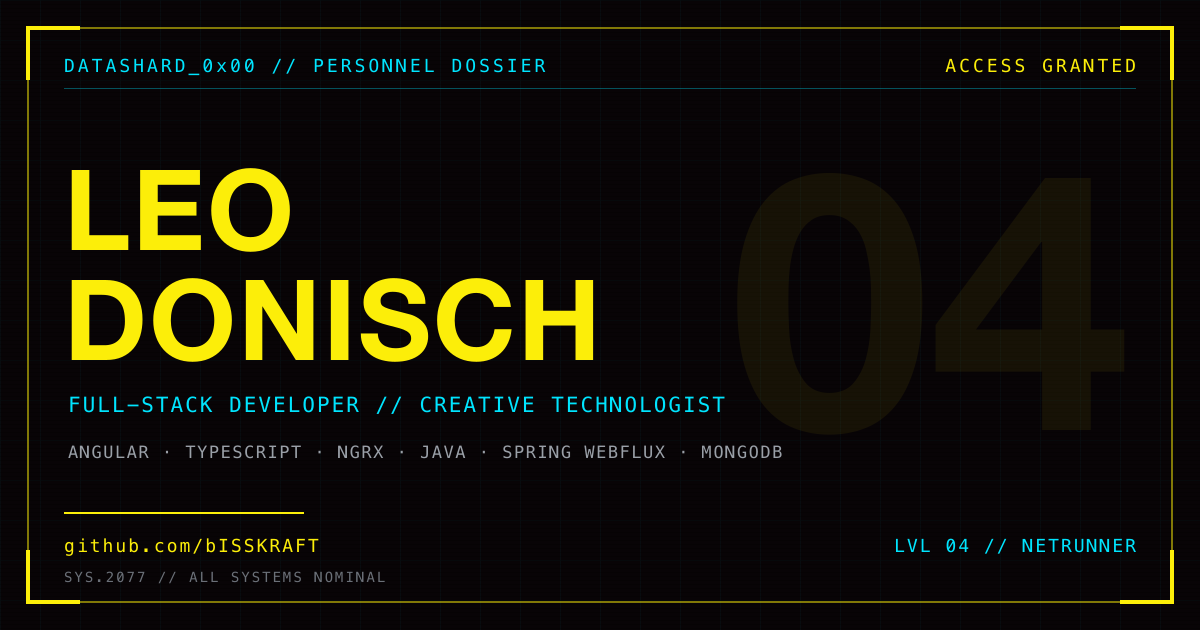 DATASHARD_0x00 // PERSONNEL DOSSIER
ACCESS GRANTED
LEO
DONISCH
04
FULL-STACK DEVELOPER // CREATIVE TECHNOLOGIST
ANGULAR · TYPESCRIPT · NGRX · JAVA · SPRING WEBFLUX · MONGODB
github.com/bISSKRAFT
LVL 04 // NETRUNNER
SYS.2077 // ALL SYSTEMS NOMINAL